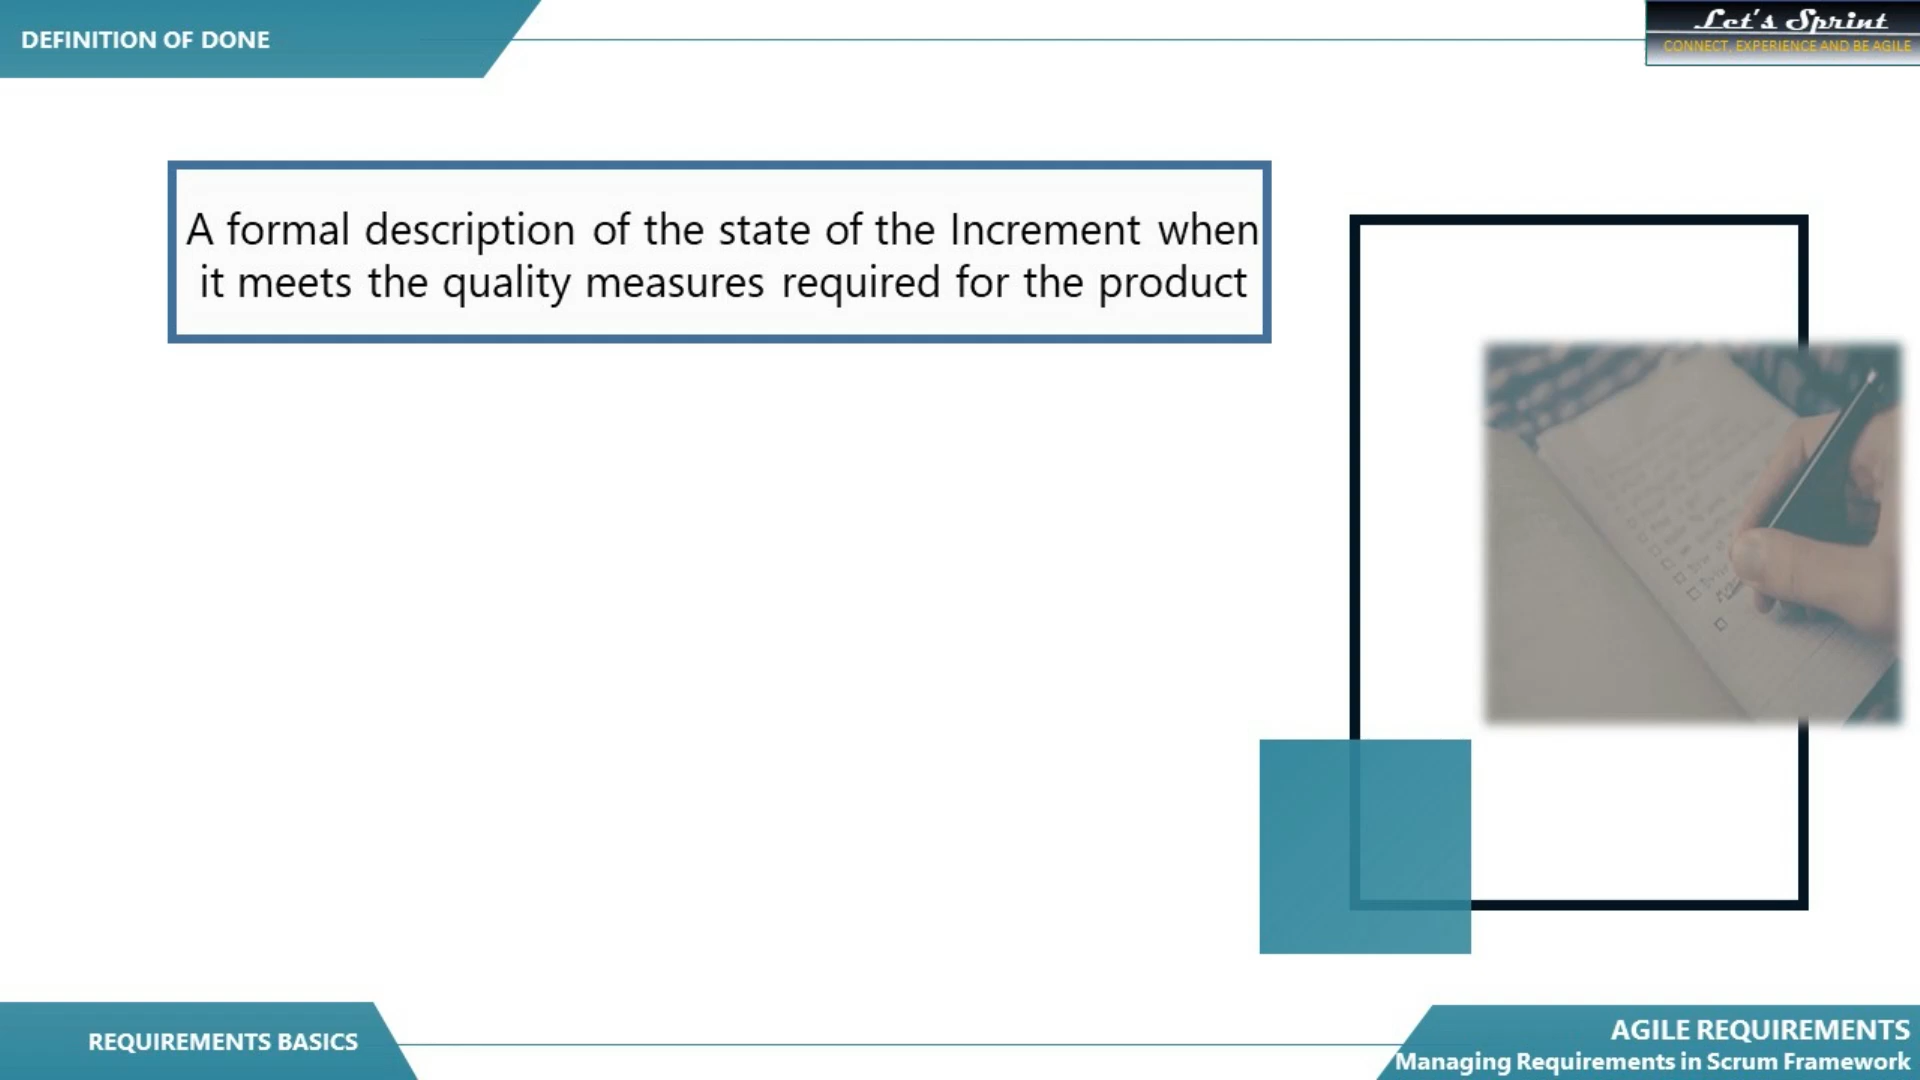 DEFINITION OF DONE
Let's Sprint
CONNECT, EXPERIENCE AND BE AGILE
A formal description of the state of the Increment when
it meets the quality measures required for the product
REQUIREMENTS BASICS
AGILE REQUIREMENTS
Managing Requirements in Scrum Framework